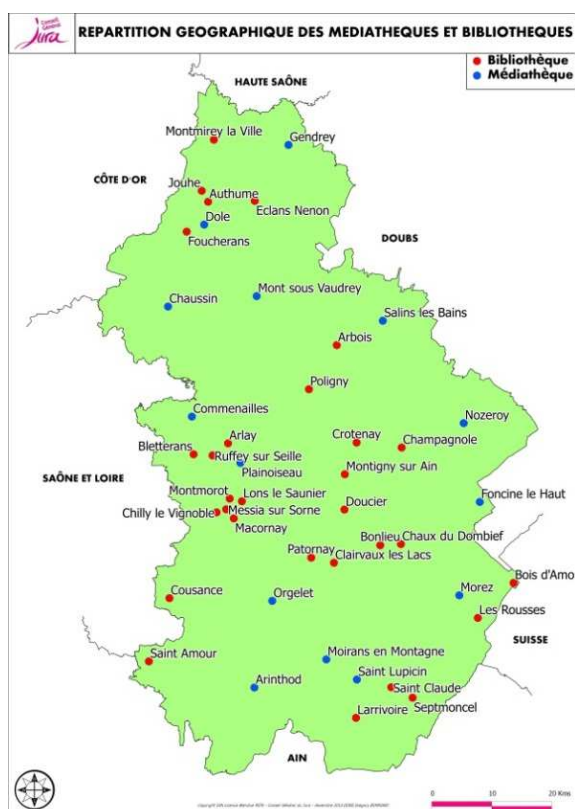 Conseil Général
Jura
REPARTITION GEOGRAPHIQUE DES MEDIATHEQUES ET BIBLIOTHEQUES
Bibliothèque
Médiathèque
HAUTE SAÔNE
Montmirey la Ville
Gendrey
CÔTE D'OR
Jouhe
Authume
Eclans Nenon
Dole
Foucherans
DOUBS
Chaussin
Mont sous Vaudrey
Salins les Bains
Arbois
Poligny
Commenailles
Nozeroy
Arlay
Crotenay
Champagnole
Bletterans
Ruffey sur Seille
Plainoiseau
SAÔNE ET LOIRE
Montigny sur Ain
Montmorot
Lons le Saunier
Foncine le Haut
Chilly le Vignoble
Messia sur Sorne
Doucier
Macornay
Bonlieu
Chaux du Dombief
Patornay
Clairvaux les Lacs
Bois d'Amo
Cousance
Orgelet
Morez
Les Rousses
SUISSE
Saint Amour
Moirans en Montagne
Saint Lupicin
Arinthod
Saint Claude
Septmoncel
Larrivoire
AIN
0 10 20 Kms